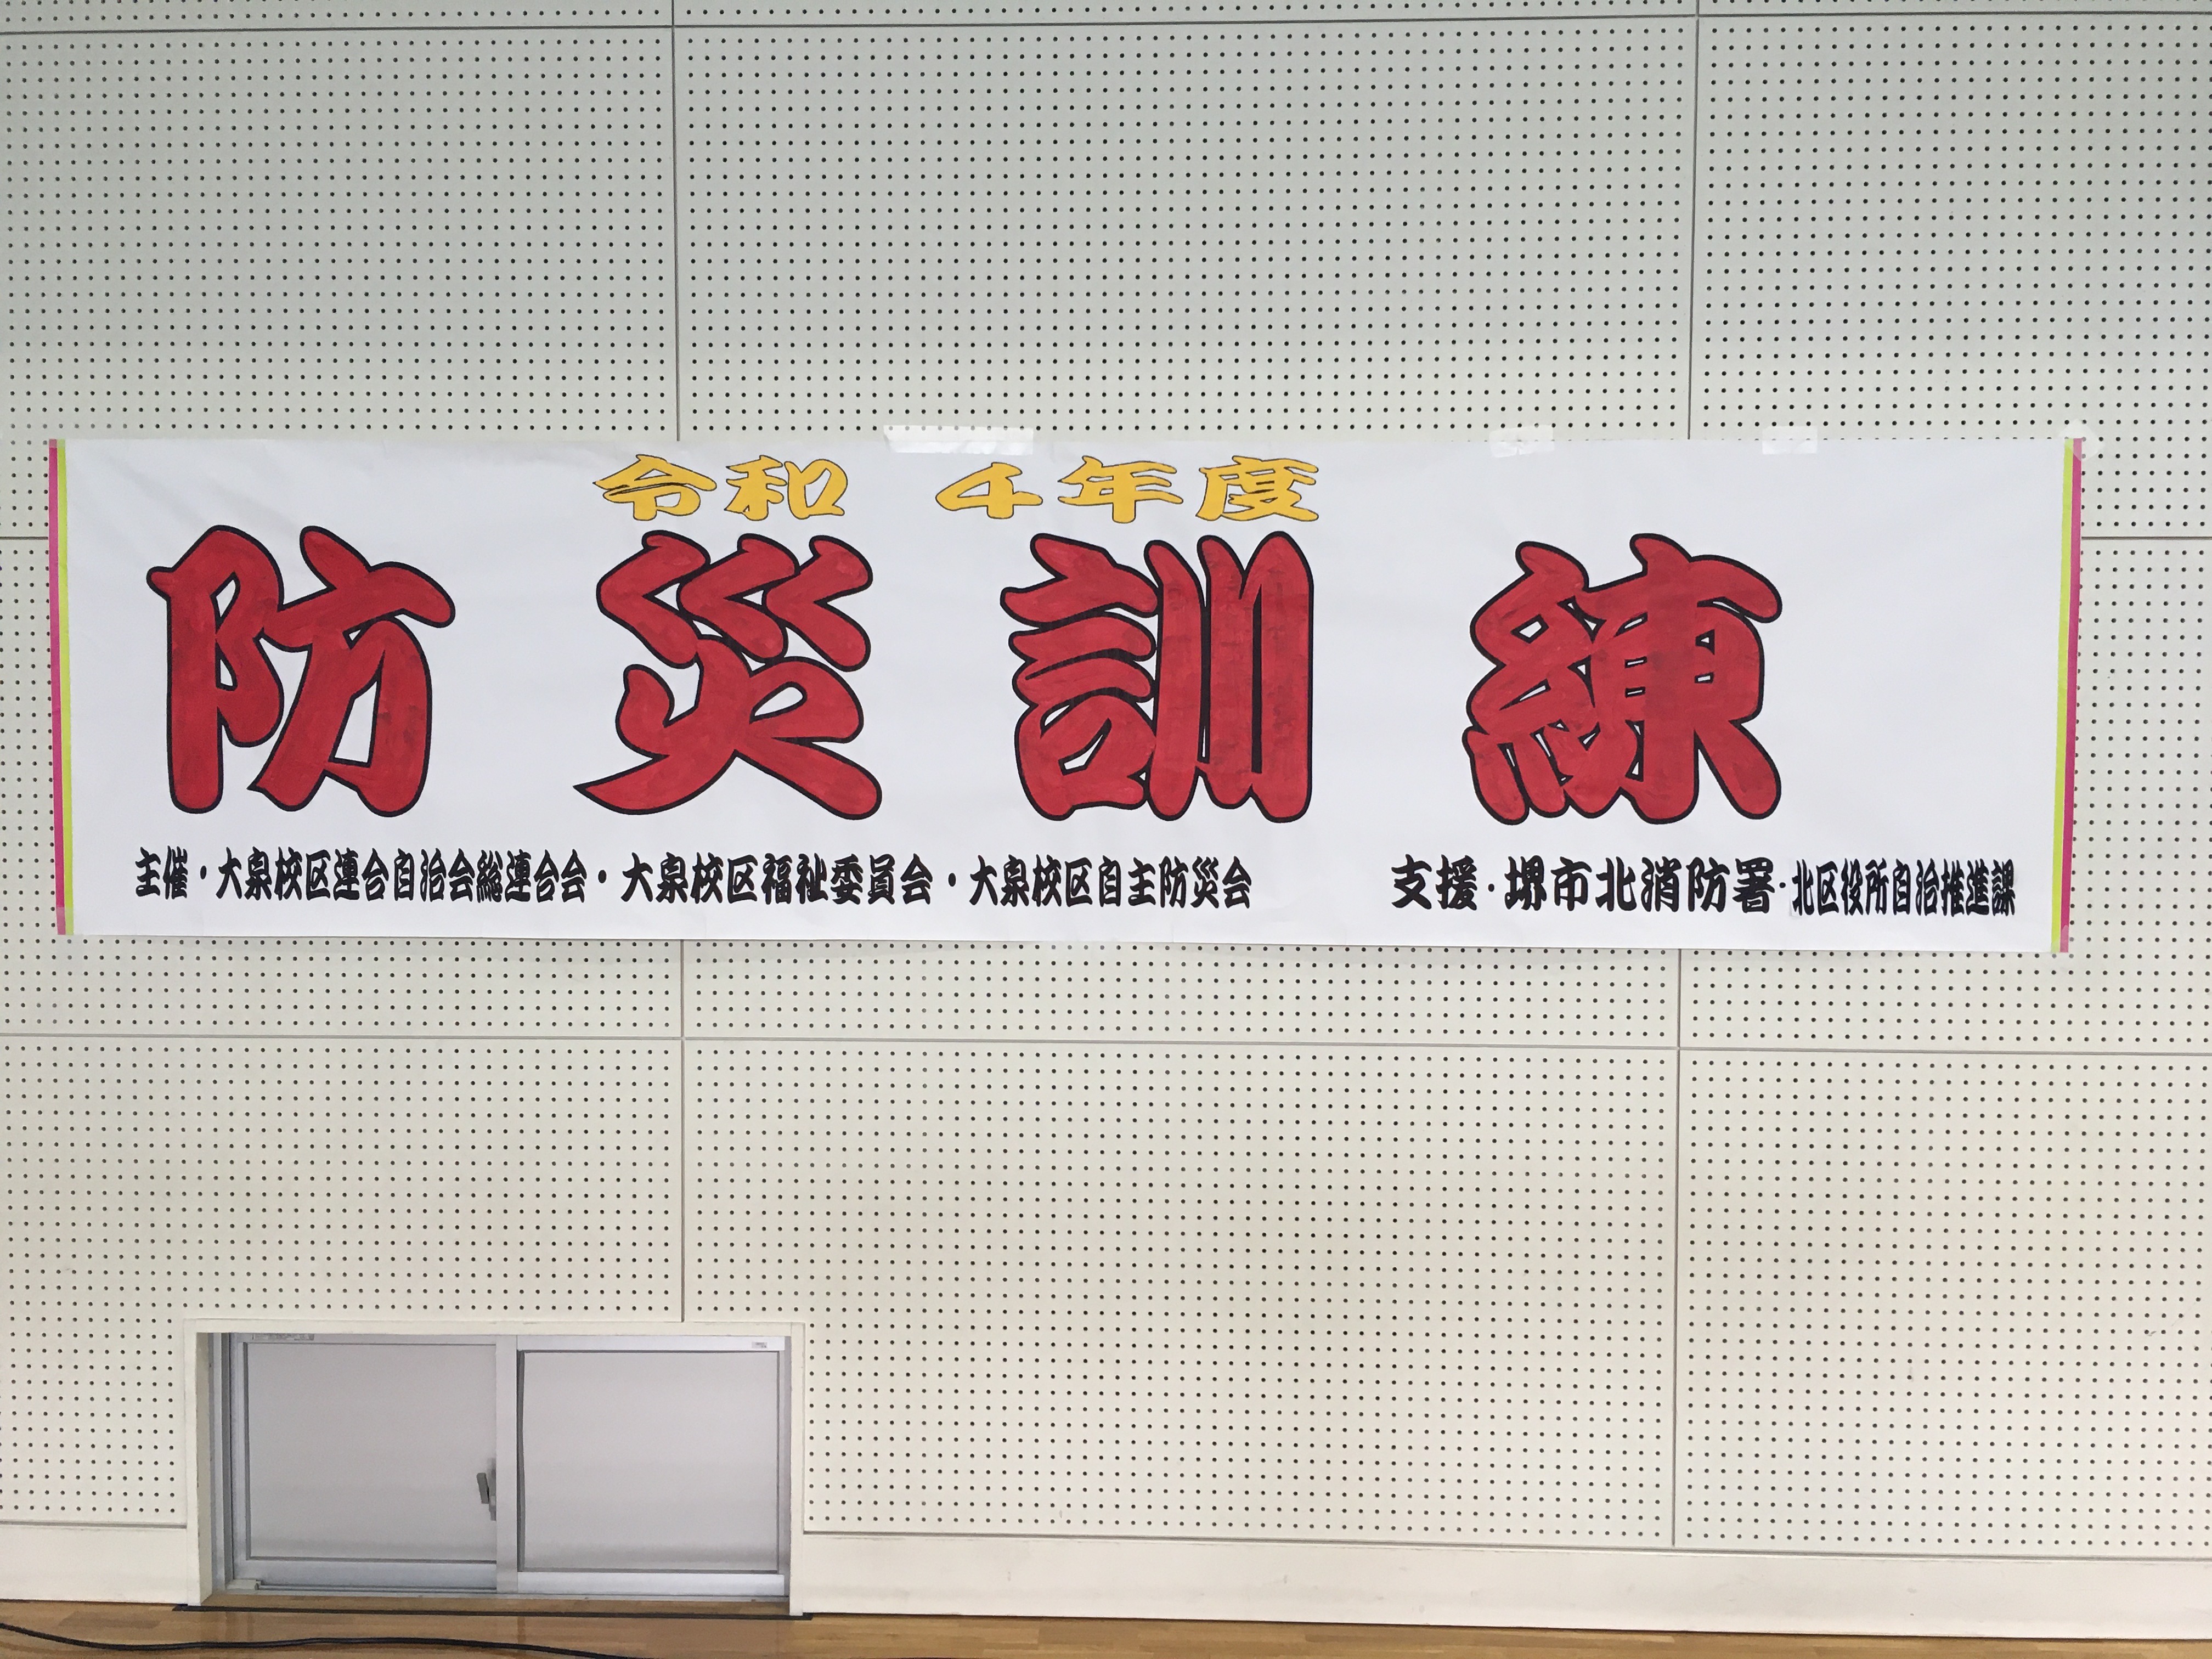 令和 4年度
防災訓練
主催・大泉校区連合自治会総連合会・大泉校区福祉委員会・大泉校区自主防災会 支援・堺市北消防署・北区役所自治推進課